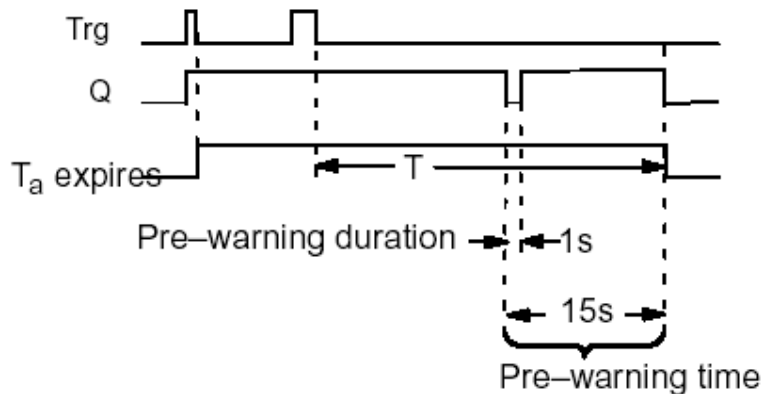 Trg
Q
Ta expires
T
Pre–warning duration
1s
15s
Pre–warning time